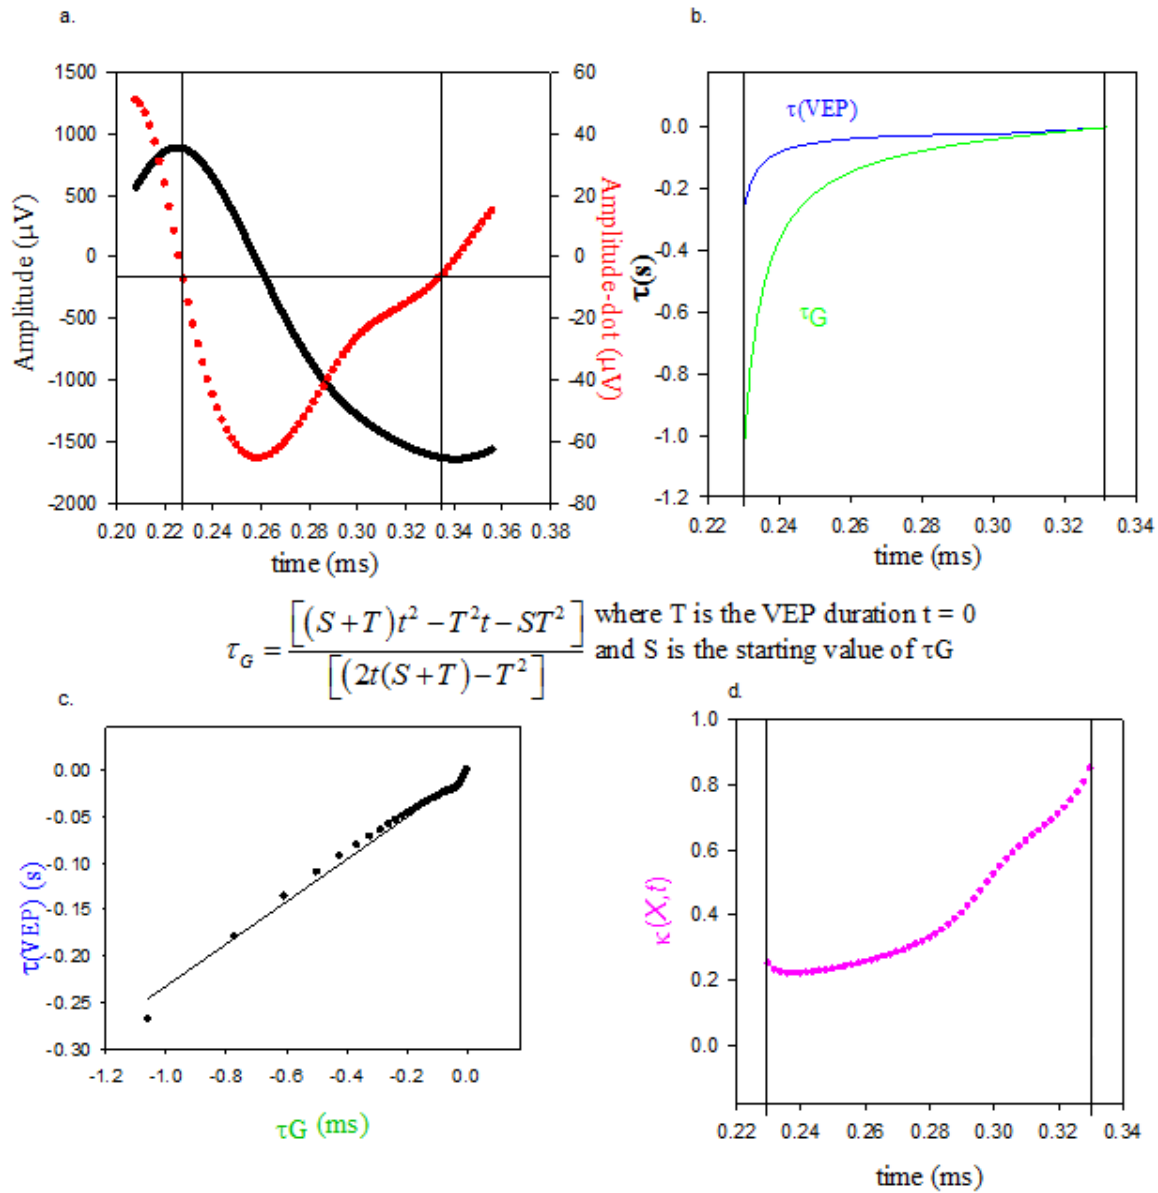 a.
b.
1500
1000
500
0
-500
-1000
-1500
-2000
Amplitude (μV)
60
40
20
0
-20
-40
-60
-80
Amplitude-dot (μV)
0.20 0.22 0.24 0.26 0.28 0.30 0.32 0.34 0.36 0.38
time (ms)
τ(VEP)
τG
0.0
-0.2
-0.4
-0.6
-0.8
-1.0
-1.2
τ(s)
0.22 0.24 0.26 0.28 0.30 0.32 0.34
time (ms)
τ_G = [(S+T)t² − T²t − ST²] / [(2t(S+T) − T²]
where T is the VEP duration t = 0
and S is the starting value of τG
c.
d.
0.00
-0.05
-0.10
-0.15
-0.20
-0.25
-0.30
τ(VEP) (s)
-1.2 -1.0 -0.8 -0.6 -0.4 -0.2 0.0
τG (ms)
1.0
0.8
0.6
0.4
0.2
0.0
κ(X,t)
0.22 0.24 0.26 0.28 0.30 0.32 0.34
time (ms)